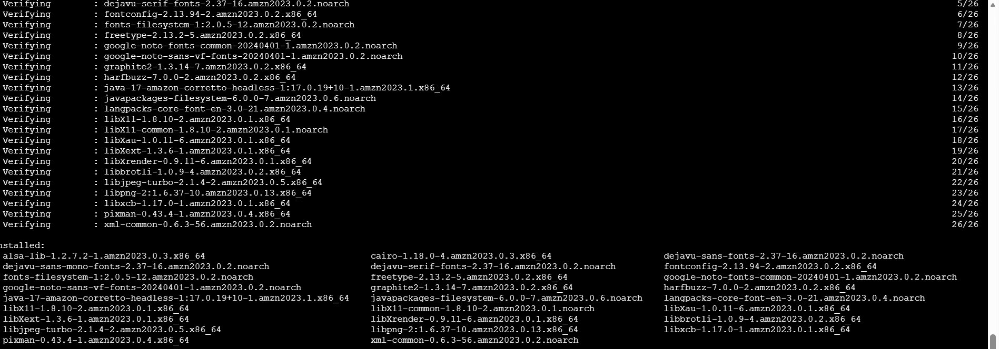 Verifying : dejavu-serif-fonts-2.37-16.amzn2023.0.2.noarch 5/26
Verifying : fontconfig-2.13.94-2.amzn2023.0.2.x86_64 6/26
Verifying : fonts-filesystem-1:2.0.5-12.amzn2023.0.2.noarch 7/26
Verifying : freetype-2.13.2-5.amzn2023.0.2.x86_64 8/26
Verifying : google-noto-fonts-common-20240401-1.amzn2023.0.2.noarch 9/26
Verifying : google-noto-sans-vf-fonts-20240401-1.amzn2023.0.2.noarch 10/26
Verifying : graphite2-1.3.14-7.amzn2023.0.2.x86_64 11/26
Verifying : harfbuzz-7.0.0-2.amzn2023.0.2.x86_64 12/26
Verifying : java-17-amazon-corretto-headless-1:17.0.19+10-1.amzn2023.1.x86_64 13/26
Verifying : javapackages-filesystem-6.0.0-7.amzn2023.0.6.noarch 14/26
Verifying : langpacks-core-font-en-3.0-21.amzn2023.0.4.noarch 15/26
Verifying : libX11-1.8.10-2.amzn2023.0.1.x86_64 16/26
Verifying : libX11-common-1.8.10-2.amzn2023.0.1.noarch 17/26
Verifying : libXau-1.0.11-6.amzn2023.0.1.x86_64 18/26
Verifying : libXext-1.3.6-1.amzn2023.0.1.x86_64 19/26
Verifying : libXrender-0.9.11-6.amzn2023.0.1.x86_64 20/26
Verifying : libbrotli-1.0.9-4.amzn2023.0.2.x86_64 21/26
Verifying : libjpeg-turbo-2.1.4-2.amzn2023.0.5.x86_64 22/26
Verifying : libpng-2:1.6.37-10.amzn2023.0.13.x86_64 23/26
Verifying : libxcb-1.17.0-1.amzn2023.0.1.x86_64 24/26
Verifying : pixman-0.43.4-1.amzn2023.0.4.x86_64 25/26
Verifying : xml-common-0.6.3-56.amzn2023.0.2.noarch 26/26
nstalled:
alsa-lib-1.2.7.2-1.amzn2023.0.3.x86_64 cairo-1.18.0-4.amzn2023.0.3.x86_64 dejavu-sans-fonts-2.37-16.amzn2023.0.2.noarch
dejavu-sans-mono-fonts-2.37-16.amzn2023.0.2.noarch dejavu-serif-fonts-2.37-16.amzn2023.0.2.noarch fontconfig-2.13.94-2.amzn2023.0.2.x86_64
fonts-filesystem-1:2.0.5-12.amzn2023.0.2.noarch freetype-2.13.2-5.amzn2023.0.2.x86_64 google-noto-fonts-common-20240401-1.amzn2023.0.2.noarch
google-noto-sans-vf-fonts-20240401-1.amzn2023.0.2.noarch graphite2-1.3.14-7.amzn2023.0.2.x86_64 harfbuzz-7.0.0-2.amzn2023.0.2.x86_64
java-17-amazon-corretto-headless-1:17.0.19+10-1.amzn2023.1.x86_64 javapackages-filesystem-6.0.0-7.amzn2023.0.6.noarch langpacks-core-font-en-3.0-21.amzn2023.0.4.noarch
libX11-1.8.10-2.amzn2023.0.1.x86_64 libX11-common-1.8.10-2.amzn2023.0.1.noarch libXau-1.0.11-6.amzn2023.0.1.x86_64
libXext-1.3.6-1.amzn2023.0.1.x86_64 libXrender-0.9.11-6.amzn2023.0.1.x86_64 libbrotli-1.0.9-4.amzn2023.0.2.x86_64
libjpeg-turbo-2.1.4-2.amzn2023.0.5.x86_64 libpng-2:1.6.37-10.amzn2023.0.13.x86_64 libxcb-1.17.0-1.amzn2023.0.1.x86_64
pixman-0.43.4-1.amzn2023.0.4.x86_64 xml-common-0.6.3-56.amzn2023.0.2.noarch